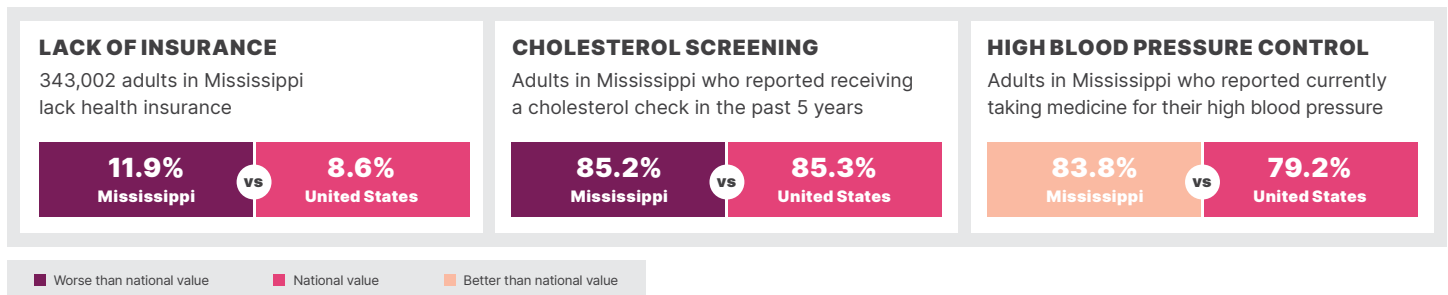 LACK OF INSURANCE
343,002 adults in Mississippi
lack health insurance
11.9%
Mississippi
vs
8.6%
United States
CHOLESTEROL SCREENING
Adults in Mississippi who reported receiving
a cholesterol check in the past 5 years
85.2%
Mississippi
vs
85.3%
United States
HIGH BLOOD PRESSURE CONTROL
Adults in Mississippi who reported currently
taking medicine for their high blood pressure
83.8%
Mississippi
vs
79.2%
United States
Worse than national value
National value
Better than national value